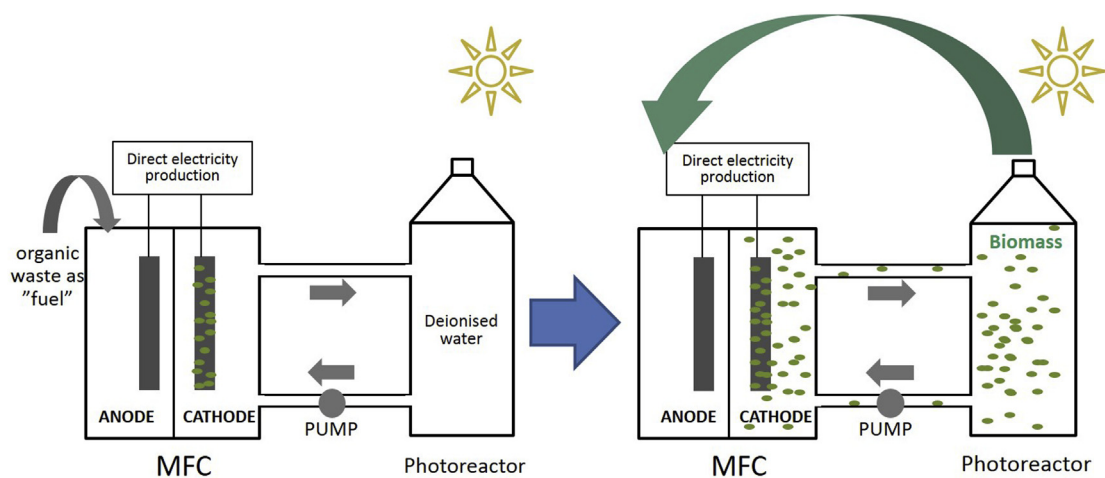 Direct electricity
production
organic
waste as
"fuel"
ANODE
CATHODE
PUMP
MFC
Deionised
water
Photoreactor
Direct electricity
production
Biomass
ANODE
CATHODE
PUMP
MFC
Photoreactor